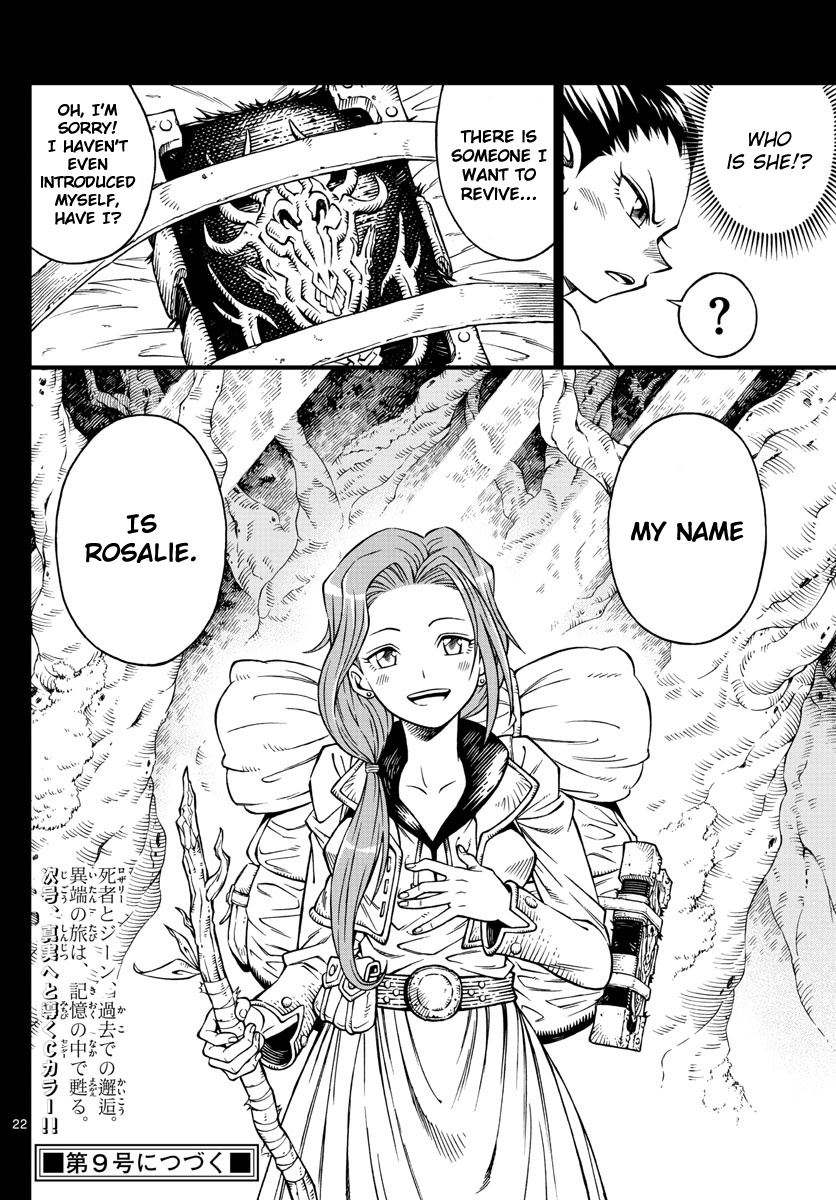 WHO
IS SHE!?
?
THERE IS
SOMEONE I
WANT TO
REVIVE...
OH, I'M
SORRY!
I HAVEN'T
EVEN
INTRODUCED
MYSELF,
HAVE I?
MY NAME
IS
ROSALIE.
死者とジーン、過去での邂逅。
異端の旅は、記憶の中で甦る。
次号、真実へと導くCカラー!!
■第9号につづく■
22